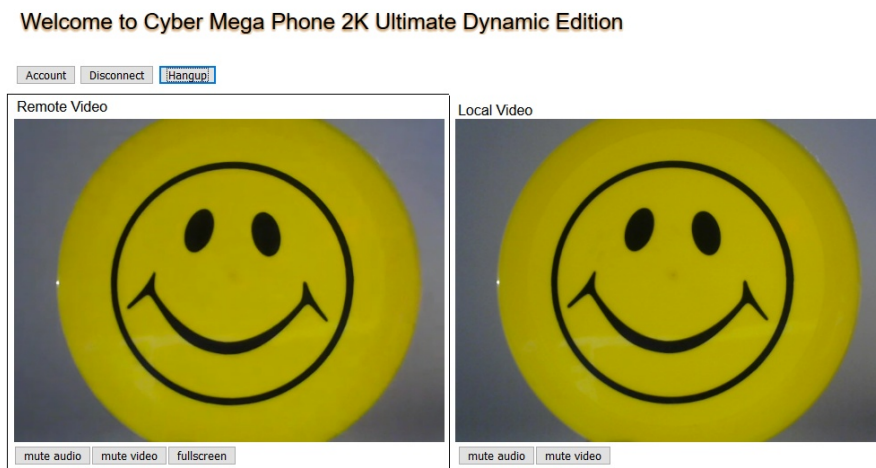 Welcome to Cyber Mega Phone 2K Ultimate Dynamic Edition
Account Disconnect Hangup
Remote Video
Local Video
mute audio mute video fullscreen
mute audio mute video